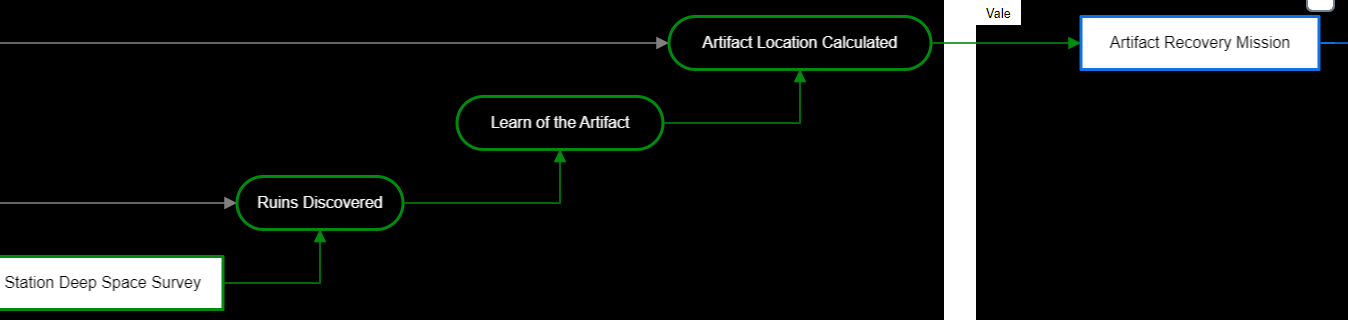 Vale
Artifact Location Calculated
Artifact Recovery Mission
Learn of the Artifact
Ruins Discovered
Station Deep Space Survey